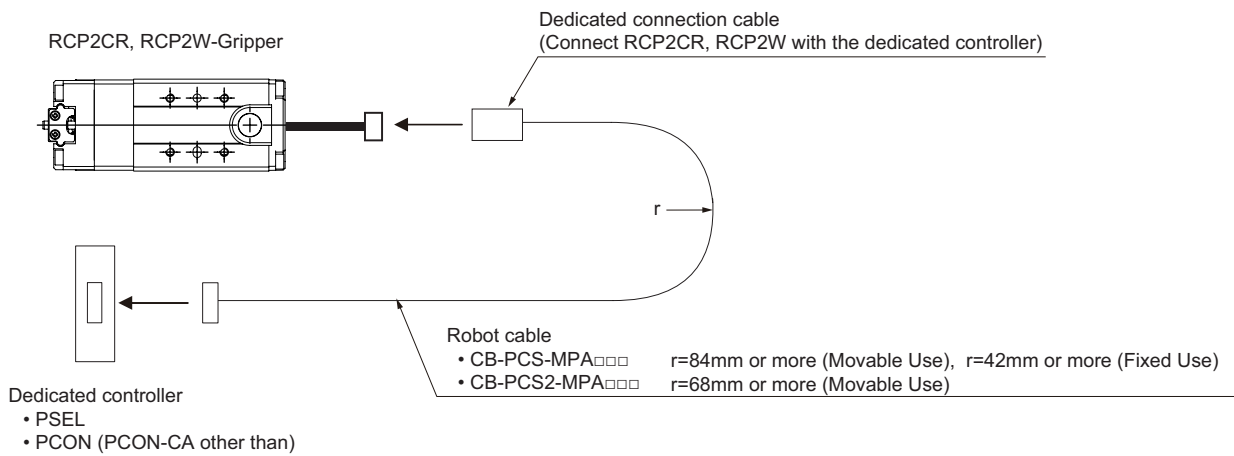 Dedicated connection cable
(Connect RCP2CR, RCP2W with the dedicated controller)
RCP2CR, RCP2W-Gripper
r
Robot cable
• CB-PCS-MPA□□□ r=84mm or more (Movable Use), r=42mm or more (Fixed Use)
• CB-PCS2-MPA□□□ r=68mm or more (Movable Use)
Dedicated controller
• PSEL
• PCON (PCON-CA other than)